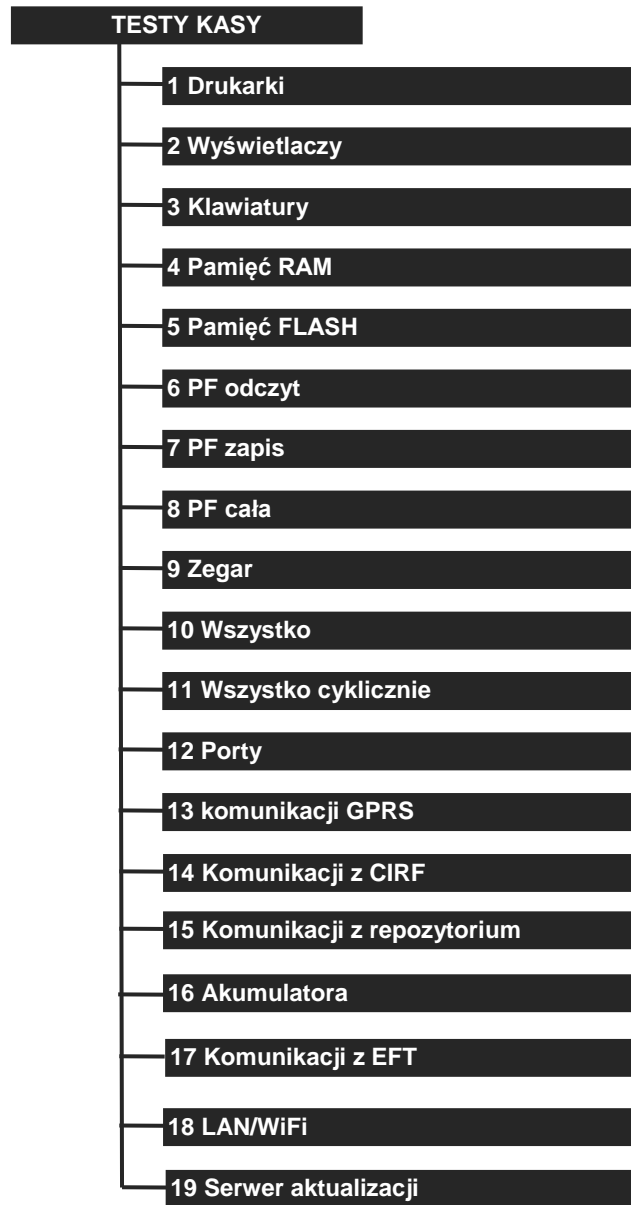 TESTY KASY
1 Drukarki
2 Wyświetlaczy
3 Klawiatury
4 Pamięć RAM
5 Pamięć FLASH
6 PF odczyt
7 PF zapis
8 PF cała
9 Zegar
10 Wszystko
11 Wszystko cyklicznie
12 Porty
13 komunikacji GPRS
14 Komunikacji z CIRF
15 Komunikacji z repozytorium
16 Akumulatora
17 Komunikacji z EFT
18 LAN/WiFi
19 Serwer aktualizacji